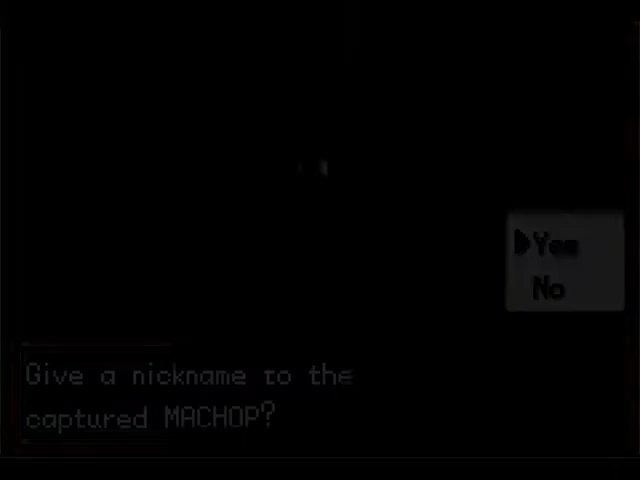 Yes
No
Give a nickname to the
captured MACHOP?